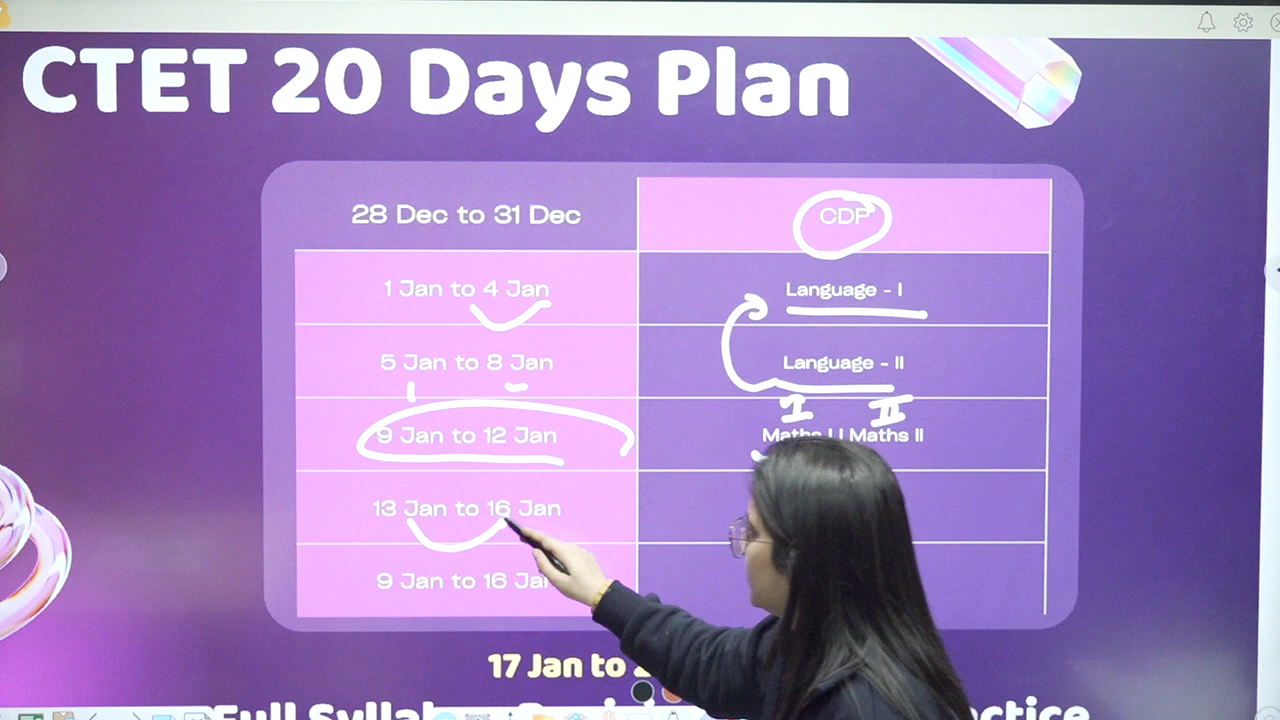 CTET 20 Days Plan
28 Dec to 31 Dec CDP
1 Jan to 4 Jan Language - I
5 Jan to 8 Jan Language - II
I II
9 Jan to 12 Jan Maths I | Maths II
13 Jan to 16 Jan
9 Jan to 16 Jan
17 Jan to
Full